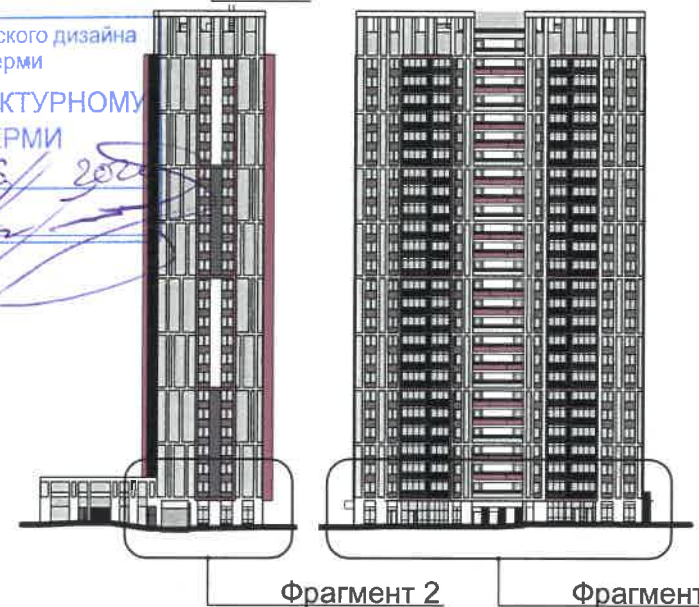 ского дизайна
ерми
КТУРНОМУ
ЕРМИ
Фрагмент 2
Фрагмент